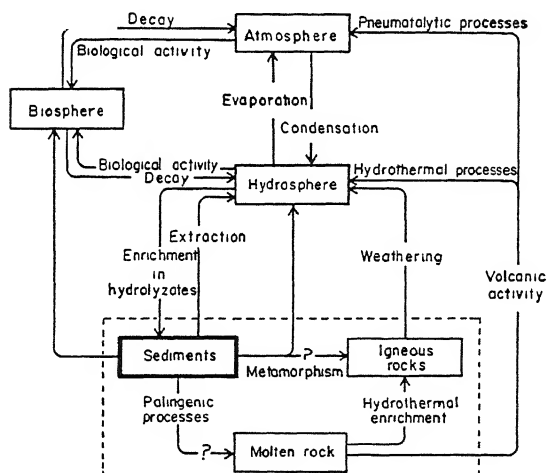 Decay
Pneumatalytic processes
Atmosphere
Biological activity
Biosphere
Evaporation
Condensation
Biological activity
Decay
Hydrothermal processes
Hydrosphere
Extraction
Enrichment
in
hydrolyzates
Weathering
Volcanic
activity
Sediments
?
Metamorphism
Igneous
rocks
Palingenic
processes
Hydrothermal
enrichment
?
Molten rock